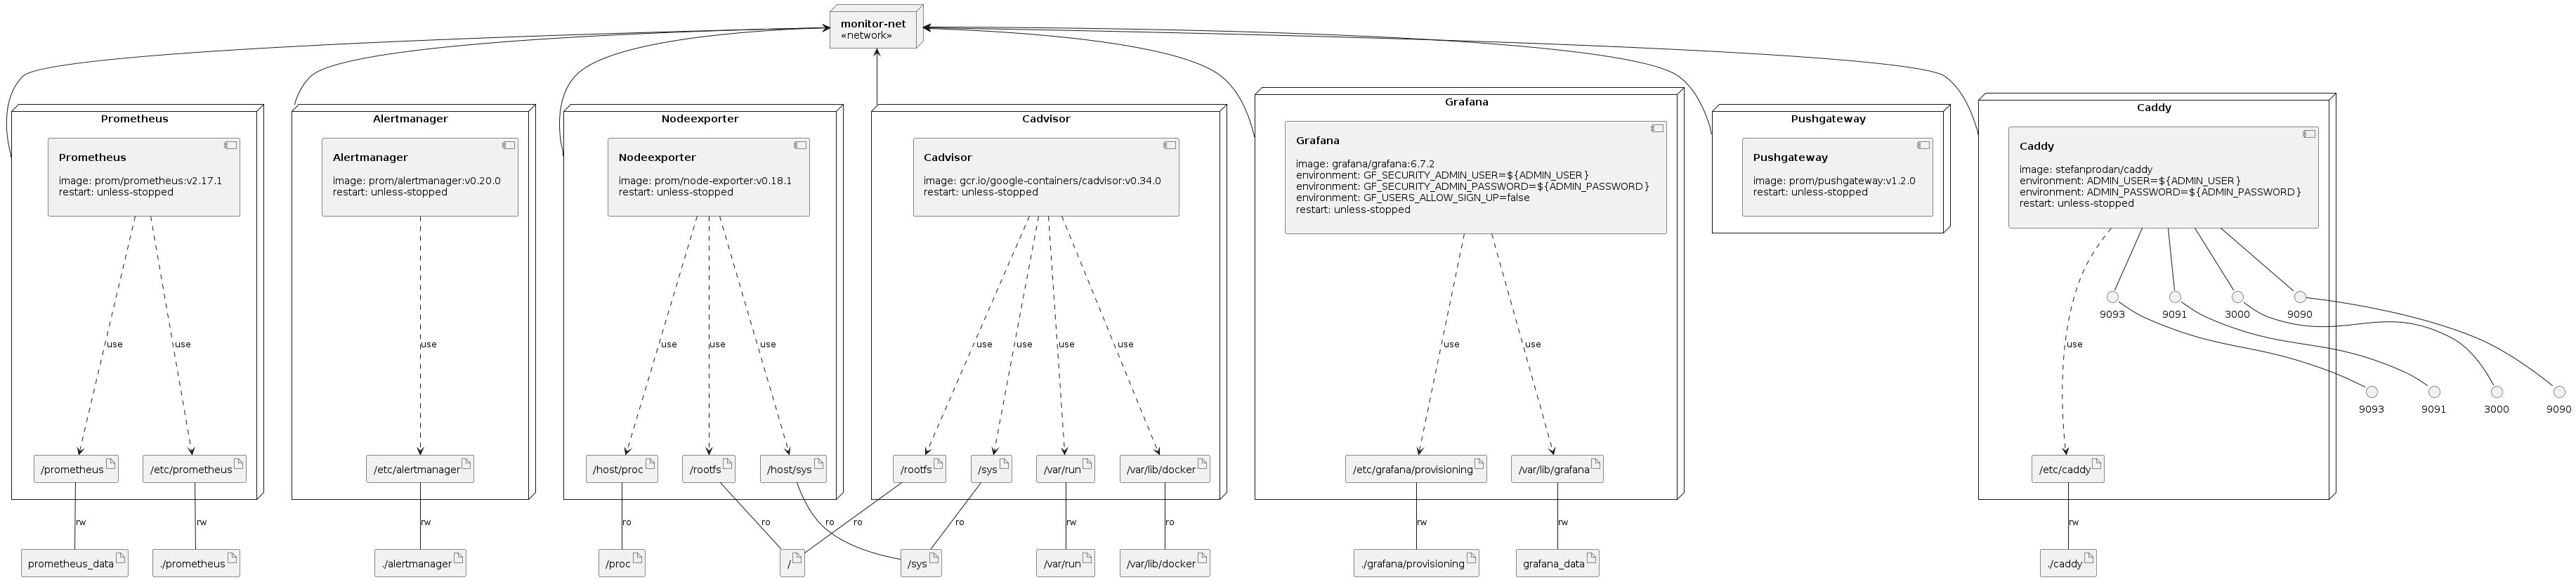 monitor-net
«network»
Prometheus
Prometheus
image: prom/prometheus:v2.17.1
restart: unless-stopped
use
use
/prometheus
/etc/prometheus
rw
rw
prometheus_data
./prometheus
Alertmanager
Alertmanager
image: prom/alertmanager:v0.20.0
restart: unless-stopped
use
/etc/alertmanager
rw
./alertmanager
Nodeexporter
Nodeexporter
image: prom/node-exporter:v0.18.1
restart: unless-stopped
use
use
use
/host/proc
/rootfs
/host/sys
ro
ro
ro
/proc
/
/sys
Cadvisor
Cadvisor
image: gcr.io/google-containers/cadvisor:v0.34.0
restart: unless-stopped
use
use
use
use
/rootfs
/sys
/var/run
/var/lib/docker
ro
ro
rw
ro
/var/run
/var/lib/docker
Grafana
Grafana
image: grafana/grafana:6.7.2
environment: GF_SECURITY_ADMIN_USER=${ADMIN_USER}
environment: GF_SECURITY_ADMIN_PASSWORD=${ADMIN_PASSWORD}
environment: GF_USERS_ALLOW_SIGN_UP=false
restart: unless-stopped
use
use
/etc/grafana/provisioning
/var/lib/grafana
rw
rw
./grafana/provisioning
grafana_data
Pushgateway
Pushgateway
image: prom/pushgateway:v1.2.0
restart: unless-stopped
Caddy
Caddy
image: stefanprodan/caddy
environment: ADMIN_USER=${ADMIN_USER}
environment: ADMIN_PASSWORD=${ADMIN_PASSWORD}
restart: unless-stopped
9093
9091
3000
9090
use
9093
9091
3000
9090
/etc/caddy
rw
./caddy